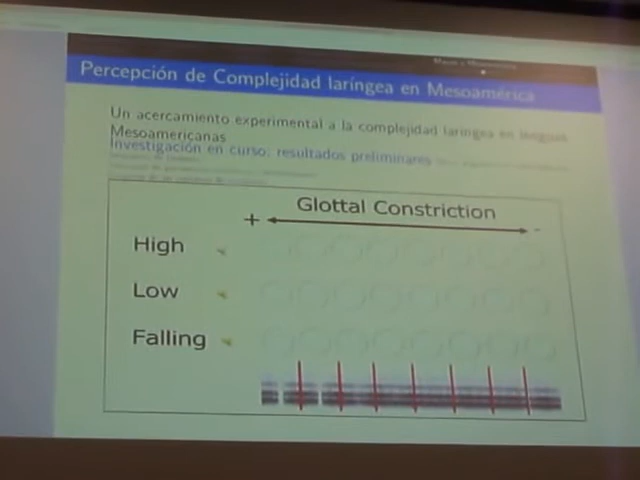 Percepción de Complejidad laríngea en Mesoamérica
Un acercamiento experimental a la complejidad laríngea en lenguas
Mesoamericanas
Investigación en curso: resultados preliminares
Glottal Constriction
+ -
High
Low
Falling